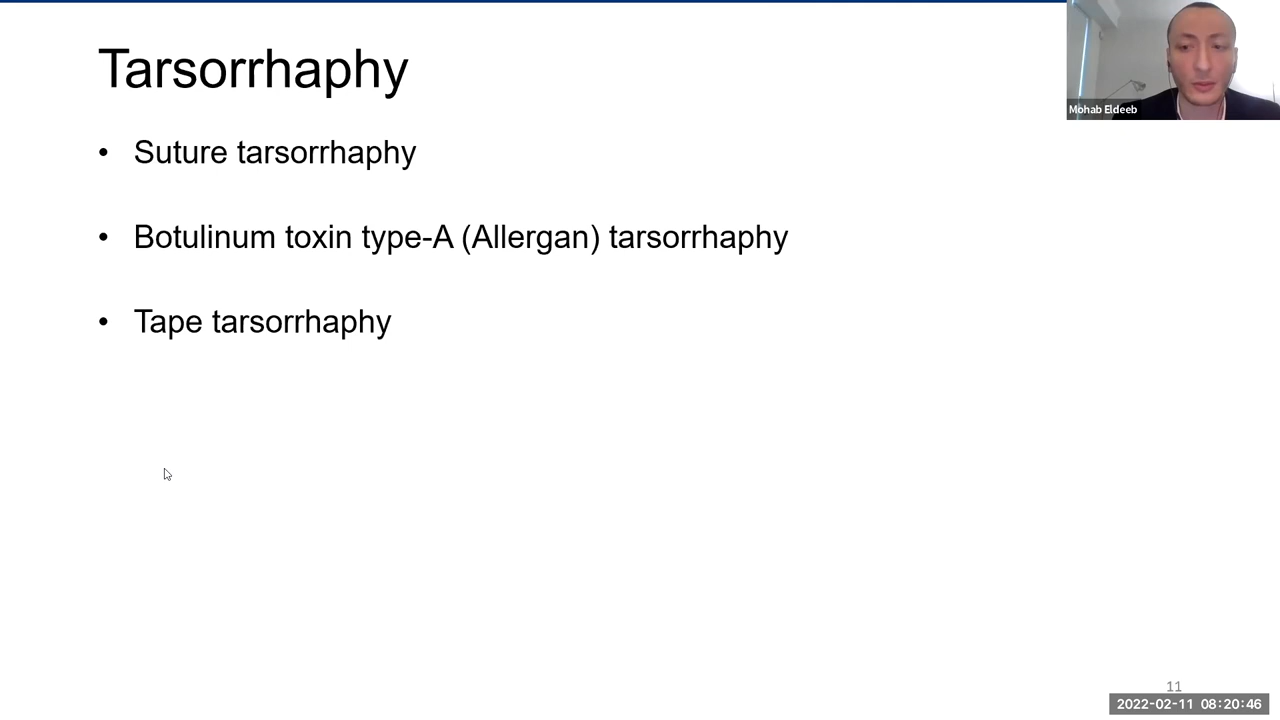 Tarsorrhaphy
Mohab Eldeeb
• Suture tarsorrhaphy
• Botulinum toxin type-A (Allergan) tarsorrhaphy
• Tape tarsorrhaphy
11
2022-02-11 08:20:46